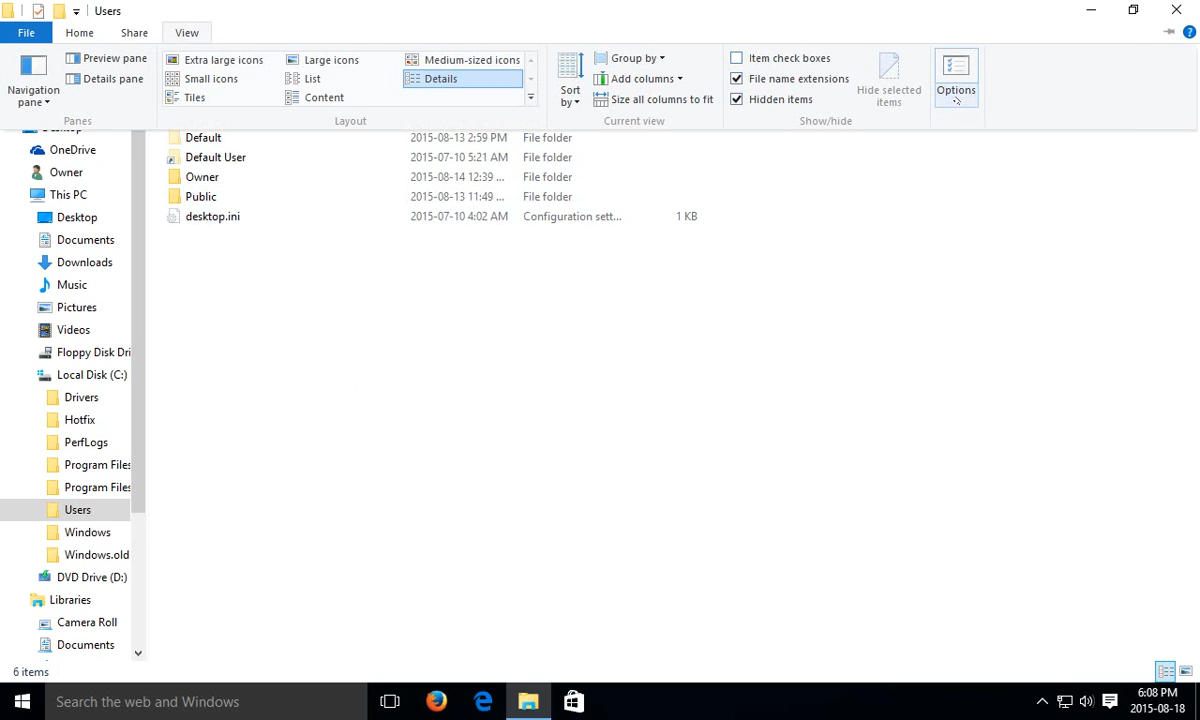 Users
File Home Share View
Navigation pane
Preview pane
Details pane
Panes
Extra large icons Large icons Medium-sized icons
Small icons List Details
Tiles Content
Layout
Sort by
Group by
Add columns
Size all columns to fit
Current view
Item check boxes
File name extensions
Hidden items
Hide selected items
Show/hide
Options
OneDrive
Owner
This PC
Desktop
Documents
Downloads
Music
Pictures
Videos
Floppy Disk Dri
Local Disk (C:)
Drivers
Hotfix
PerfLogs
Program Files
Program Files
Users
Windows
Windows.old
DVD Drive (D:)
Libraries
Camera Roll
Documents
Default 2015-08-13 2:59 PM File folder
Default User 2015-07-10 5:21 AM File folder
Owner 2015-08-14 12:39 ... File folder
Public 2015-08-13 11:49 ... File folder
desktop.ini 2015-07-10 4:02 AM Configuration sett... 1 KB
6 items
Search the web and Windows
6:08 PM
2015-08-18